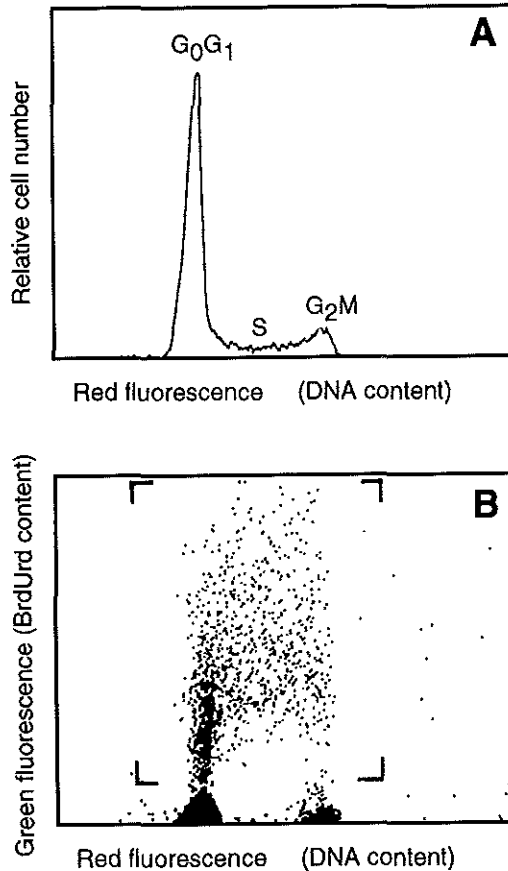 A
G₀G₁
Relative cell number
S
G₂M
Red fluorescence (DNA content)
B
Green fluorescence (BrdUrd content)
Red fluorescence (DNA content)